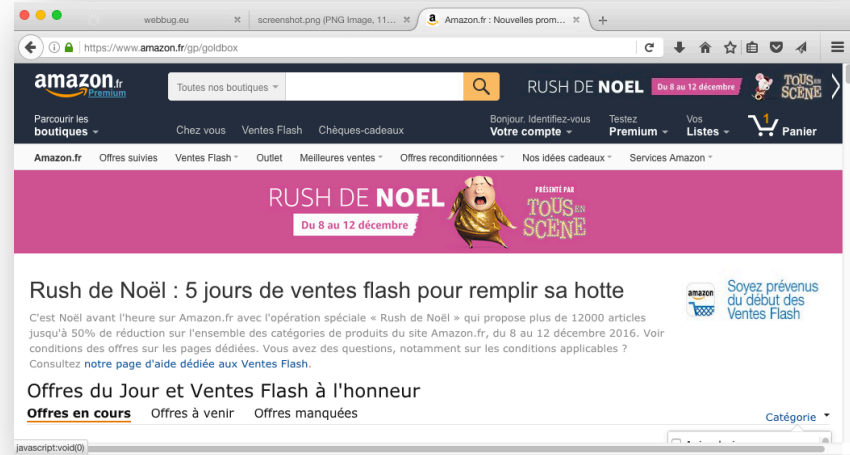 webbug.eu
screenshot.png (PNG Image, 11...
Amazon.fr : Nouvelles prom...
https://www.amazon.fr/gp/goldbox
amazon.fr
Premium
Toutes nos boutiques
RUSH DE NOEL
Du 8 au 12 décembre
TOUS EN
SCÈNE
Parcourir les
boutiques
Chez vous Ventes Flash Chèques-cadeaux
Bonjour. Identifiez-vous
Votre compte
Testez
Premium
Vos
Listes
1
Panier
Amazon.fr Offres suivies Ventes Flash Outlet Meilleures ventes Offres reconditionnées Nos idées cadeaux Services Amazon
RUSH DE NOEL
Du 8 au 12 décembre
PRÉSENTÉ PAR
TOUS EN
SCÈNE
Rush de Noël : 5 jours de ventes flash pour remplir sa hotte
amazon
Soyez prévenus
du début des
Ventes Flash
C'est Noël avant l'heure sur Amazon.fr avec l'opération spéciale « Rush de Noël » qui propose plus de 12000 articles
jusqu'à 50% de réduction sur l'ensemble des catégories de produits du site Amazon.fr, du 8 au 12 décembre 2016. Voir
conditions des offres sur les pages dédiées. Vous avez des questions, notamment sur les conditions applicables ?
Consultez notre page d'aide dédiée aux Ventes Flash.
Offres du Jour et Ventes Flash à l'honneur
Offres en cours Offres à venir Offres manquées
Catégorie
javascript:void(0)